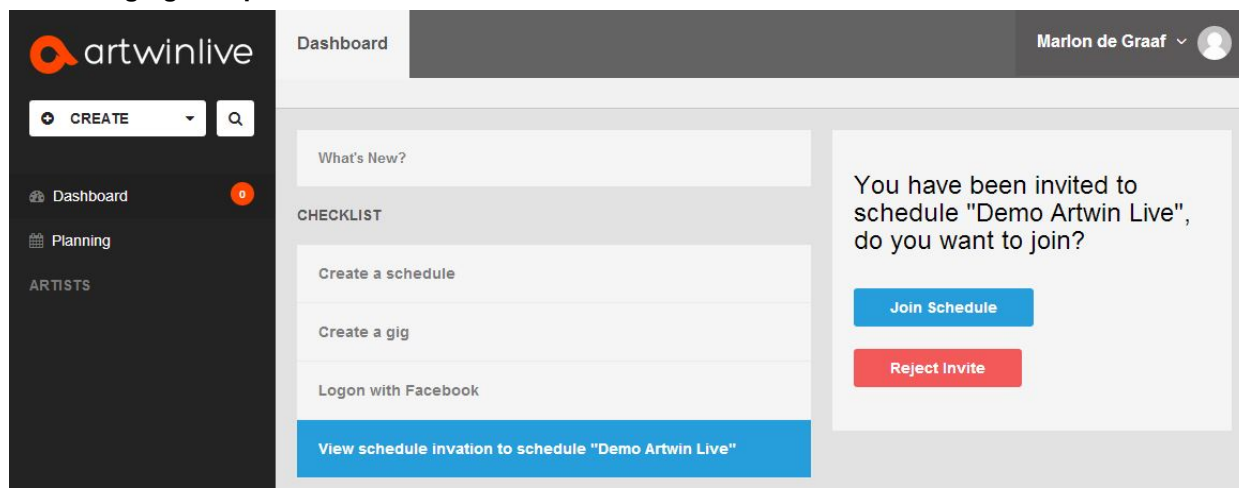 artwinlive
Dashboard
Marlon de Graaf
CREATE
Dashboard
0
Planning
ARTISTS
What's New?
CHECKLIST
Create a schedule
Create a gig
Logon with Facebook
View schedule invation to schedule "Demo Artwin Live"
You have been invited to
schedule "Demo Artwin Live",
do you want to join?
Join Schedule
Reject Invite